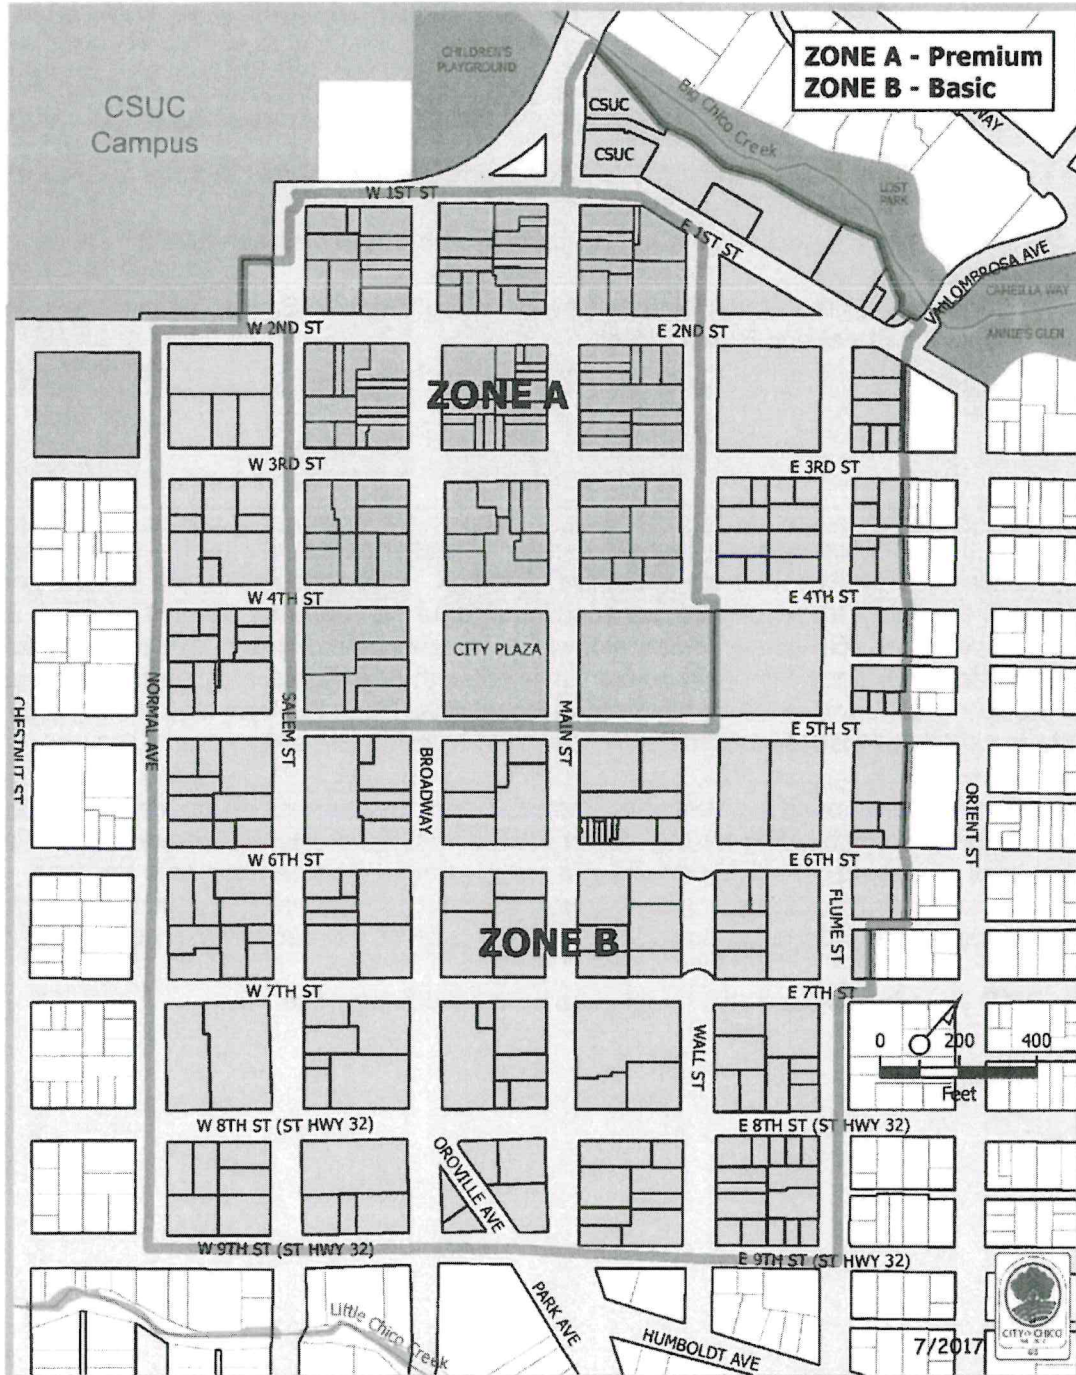 ZONE A - Premium
ZONE B - Basic
CHILDREN'S
PLAYGROUND
CSUC
Campus
Big Chico Creek
WAY
CSUC
CSUC
LOST
PARK
W 1ST ST
E 1ST ST
VALLOMBROSA AVE
CAMELLIA WAY
ANNIE'S GLEN
W 2ND ST
E 2ND ST
ZONE A
W 3RD ST
E 3RD ST
W 4TH ST
E 4TH ST
CITY PLAZA
CHESTNUT ST
NORMAL AVE
SALEM ST
BROADWAY
MAIN ST
E 5TH ST
ORIENT ST
W 6TH ST
E 6TH ST
FLUME ST
ZONE B
W 7TH ST
E 7TH ST
WALL ST
0 200 400
Feet
W 8TH ST (ST HWY 32)
E 8TH ST (ST HWY 32)
OROVILLE AVE
W 9TH ST (ST HWY 32)
E 9TH ST (ST HWY 32)
PARK AVE
Little Chico Creek
HUMBOLDT AVE
7/2017
CITY OF CHICO